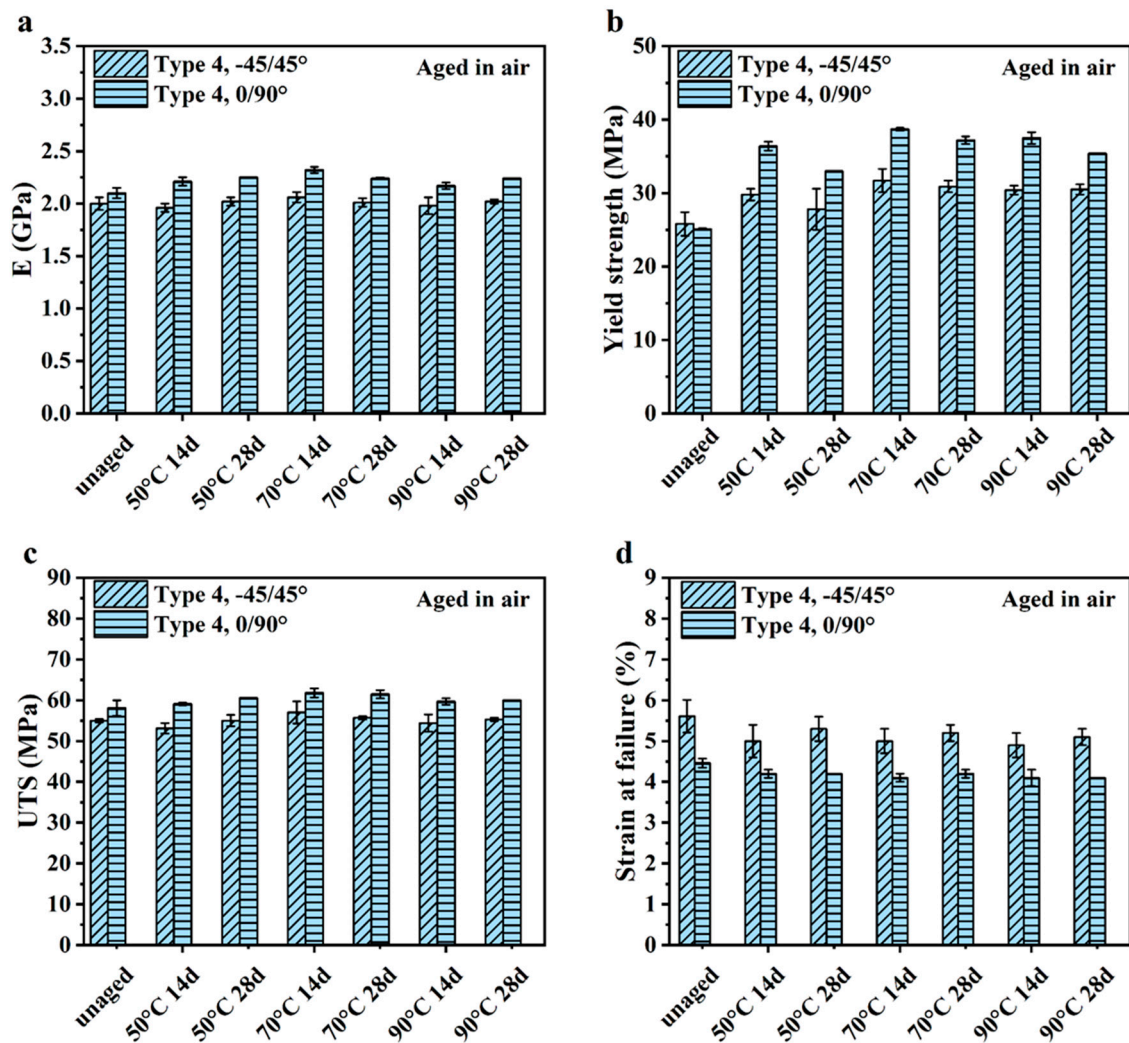 a
3.5
3.0
2.5
2.0
1.5
1.0
0.5
0.0
E (GPa)
Type 4, -45/45°
Type 4, 0/90°
Aged in air
unaged
50°C 14d
50°C 28d
70°C 14d
70°C 28d
90°C 14d
90°C 28d
b
50
40
30
20
10
0
Yield strength (MPa)
Type 4, -45/45°
Type 4, 0/90°
Aged in air
unaged
50C 14d
50C 28d
70C 14d
70C 28d
90C 14d
90C 28d
c
90
80
70
60
50
40
30
20
10
0
UTS (MPa)
Type 4, -45/45°
Type 4, 0/90°
Aged in air
unaged
50°C 14d
50°C 28d
70°C 14d
70°C 28d
90°C 14d
90°C 28d
d
9
8
7
6
5
4
3
2
1
0
Strain at failure (%)
Type 4, -45/45°
Type 4, 0/90°
Aged in air
unaged
50°C 14d
50°C 28d
70°C 14d
70°C 28d
90°C 14d
90°C 28d